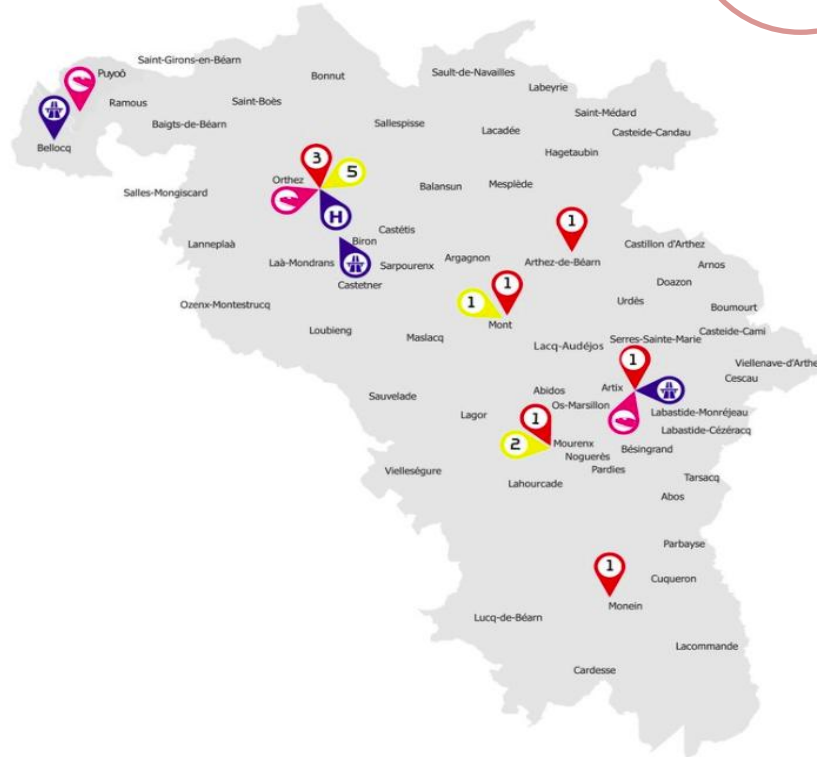 Saint-Girons-en-Béarn
Puyoô
Bonnut
Sault-de-Navailles
Labeyrie
Ramous
Saint-Boès
Saint-Médard
Baigts-de-Béarn
Sallespisse
Lacadée
Casteide-Candau
Bellocq
Hagetaubin
3
5
Orthez
Salles-Mongiscard
Balansun
Mesplède
H
1
Castétis
Lanneplaà
Biron
Castillon d'Arthez
Laà-Mondrans
Sarpourenx
Argagnon
Arthez-de-Béarn
Arnos
Castetner
Doazon
Ozenx-Montestrucq
1
1
Urdès
Boumourt
Mont
Loubieng
Maslacq
Lacq-Audéjos
Serres-Sainte-Marie
Casteide-Cami
1
Viellenave-d'Arthe
Cescau
Sauvelade
Abidos
Artix
Os-Marsillon
Lagor
1
Labastide-Monréjeau
Labastide-Cézéracq
2
Mourenx
Bésingrand
Noguerès
Pardies
Vielleségure
Tarsacq
Lahourcade
Abos
Parbayse
1
Cuqueron
Monein
Lucq-de-Béarn
Lacommande
Cardesse